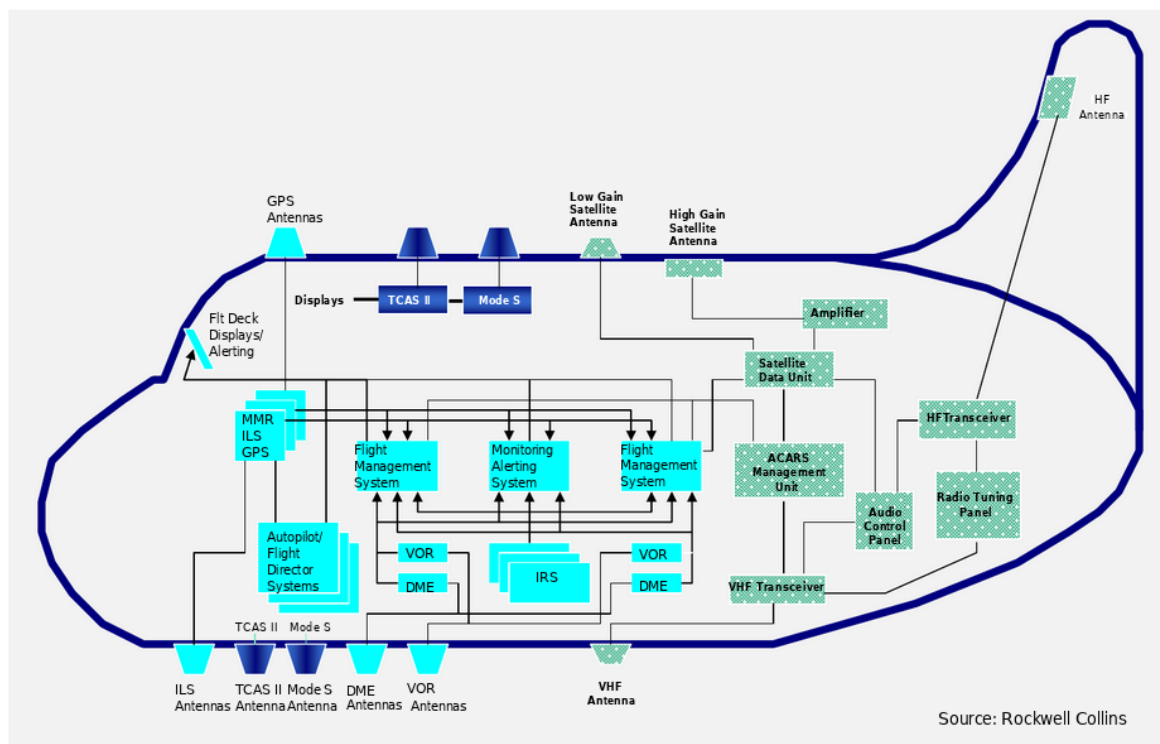 HF
Antenna
GPS
Antennas
Low Gain
Satellite
Antenna
High Gain
Satellite
Antenna
Displays
TCAS II
Mode S
Amplifier
Flt Deck
Displays/
Alerting
Satellite
Data Unit
MMR
ILS
GPS
HFTransceiver
Flight
Management
System
Monitoring
Alerting
System
Flight
Management
System
ACARS
Management
Unit
Radio Tuning
Panel
Audio
Control
Panel
Autopilot/
Flight
Director
Systems
VOR
DME
IRS
VOR
DME
VHF Transceiver
TCAS II
Mode S
ILS
Antennas
TCAS II
Antenna
Mode S
Antenna
DME
Antennas
VOR
Antennas
VHF
Antenna
Source: Rockwell Collins